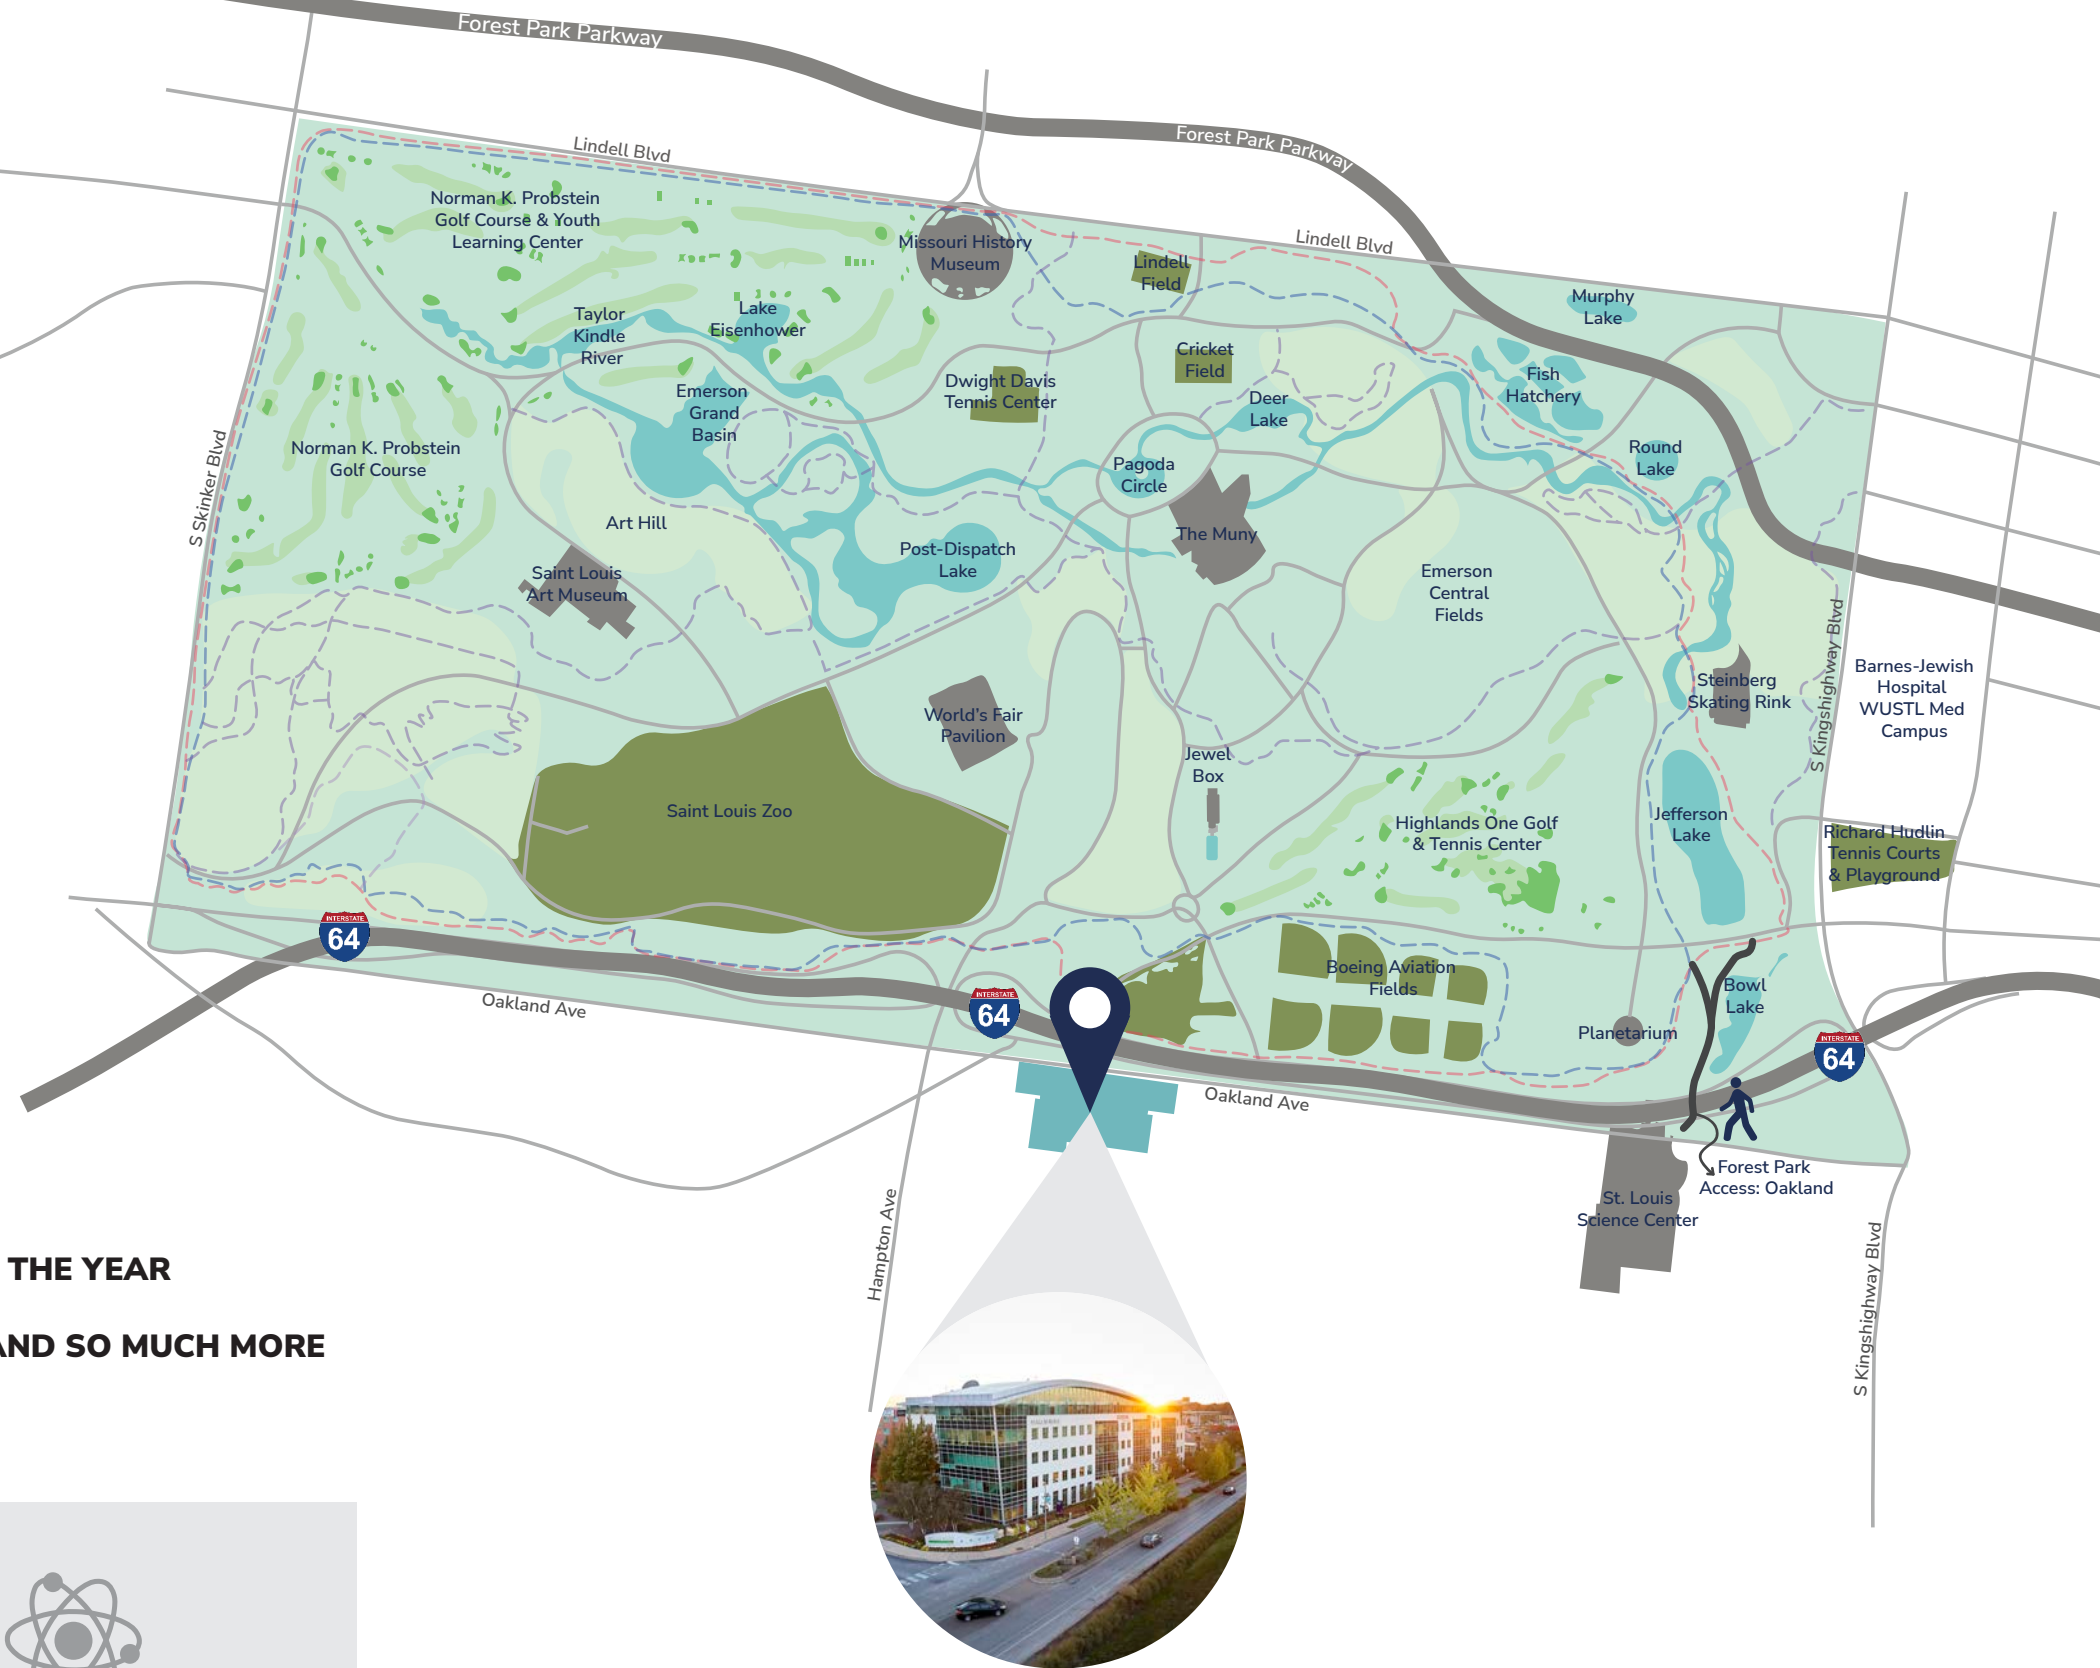 Forest Park Parkway
Forest Park Parkway
Lindell Blvd
Lindell Blvd
Norman K. Probstein
Golf Course & Youth
Learning Center
Missouri History
Museum
Lindell
Field
Murphy
Lake
Taylor
Kindle
River
Lake
Eisenhower
Cricket
Field
Dwight Davis
Tennis Center
Fish
Hatchery
Emerson
Grand
Basin
Deer
Lake
Norman K. Probstein
Golf Course
Round
Lake
Pagoda
Circle
S Skinker Blvd
Art Hill
The Muny
Post-Dispatch
Lake
Saint Louis
Art Museum
Emerson
Central
Fields
S Kingshighway Blvd
Barnes-Jewish
Hospital
WUSTL Med
Campus
Steinberg
Skating Rink
World's Fair
Pavilion
Jewel
Box
Saint Louis Zoo
Highlands One Golf
& Tennis Center
Jefferson
Lake
Richard Hudlin
Tennis Courts
& Playground
INTERSTATE
64
Boeing Aviation
Fields
Bowl
Lake
Oakland Ave
INTERSTATE
64
Planetarium
INTERSTATE
64
Oakland Ave
Forest Park
Access: Oakland
St. Louis
Science Center
Hampton Ave
S Kingshighway Blvd
THE YEAR
AND SO MUCH MORE